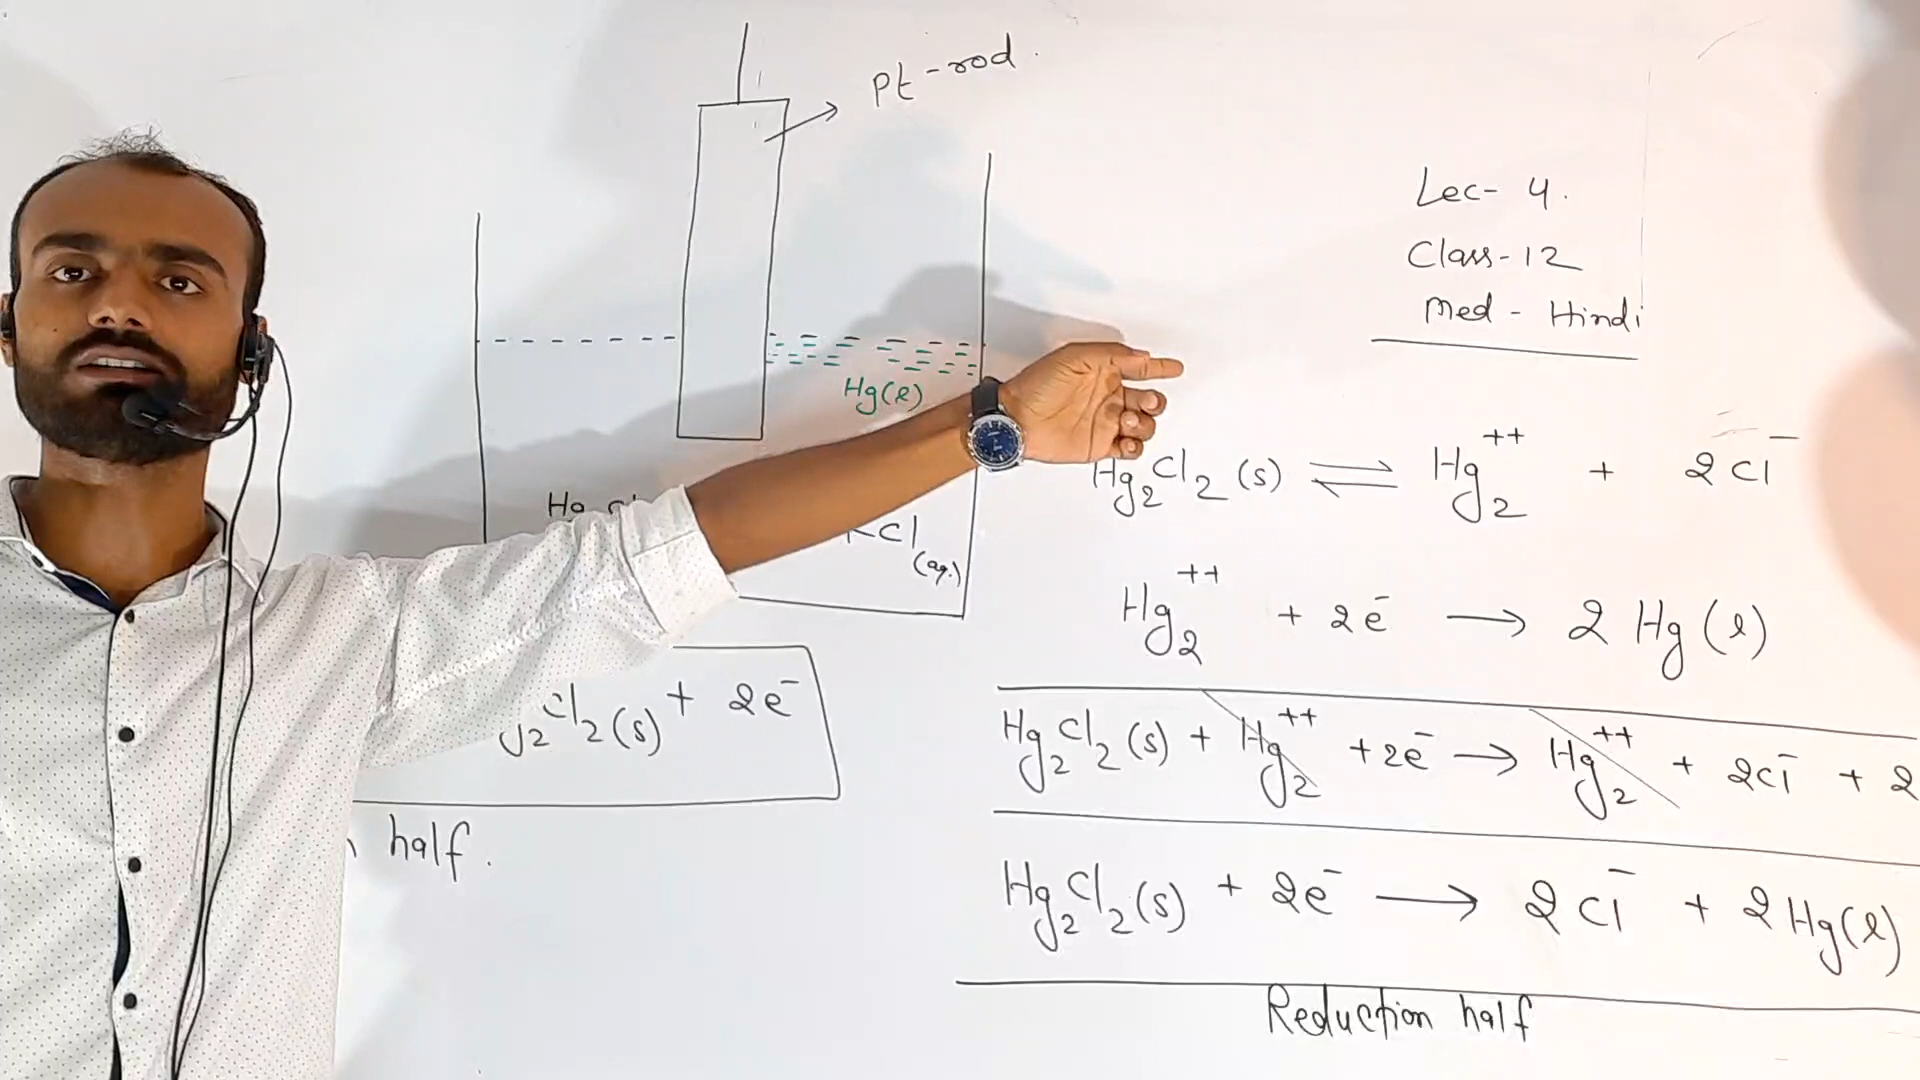 Pt-rod.
Lec- 4.
Class-12
Med - Hindi
Hg(l)
KCl
(aq.)
Hg₂Cl₂(s) ⇌ Hg₂⁺⁺ + 2Cl⁻
Hg₂⁺⁺ + 2e⁻ → 2Hg(l)
Hg₂Cl₂(s) + Hg₂⁺⁺ + 2e⁻ → Hg₂⁺⁺ + 2Cl⁻ + 2
Hg₂Cl₂(s) + 2e⁻ → 2Cl⁻ + 2Hg(l)
Reduction half
₂Cl₂(s) + 2e⁻
half.